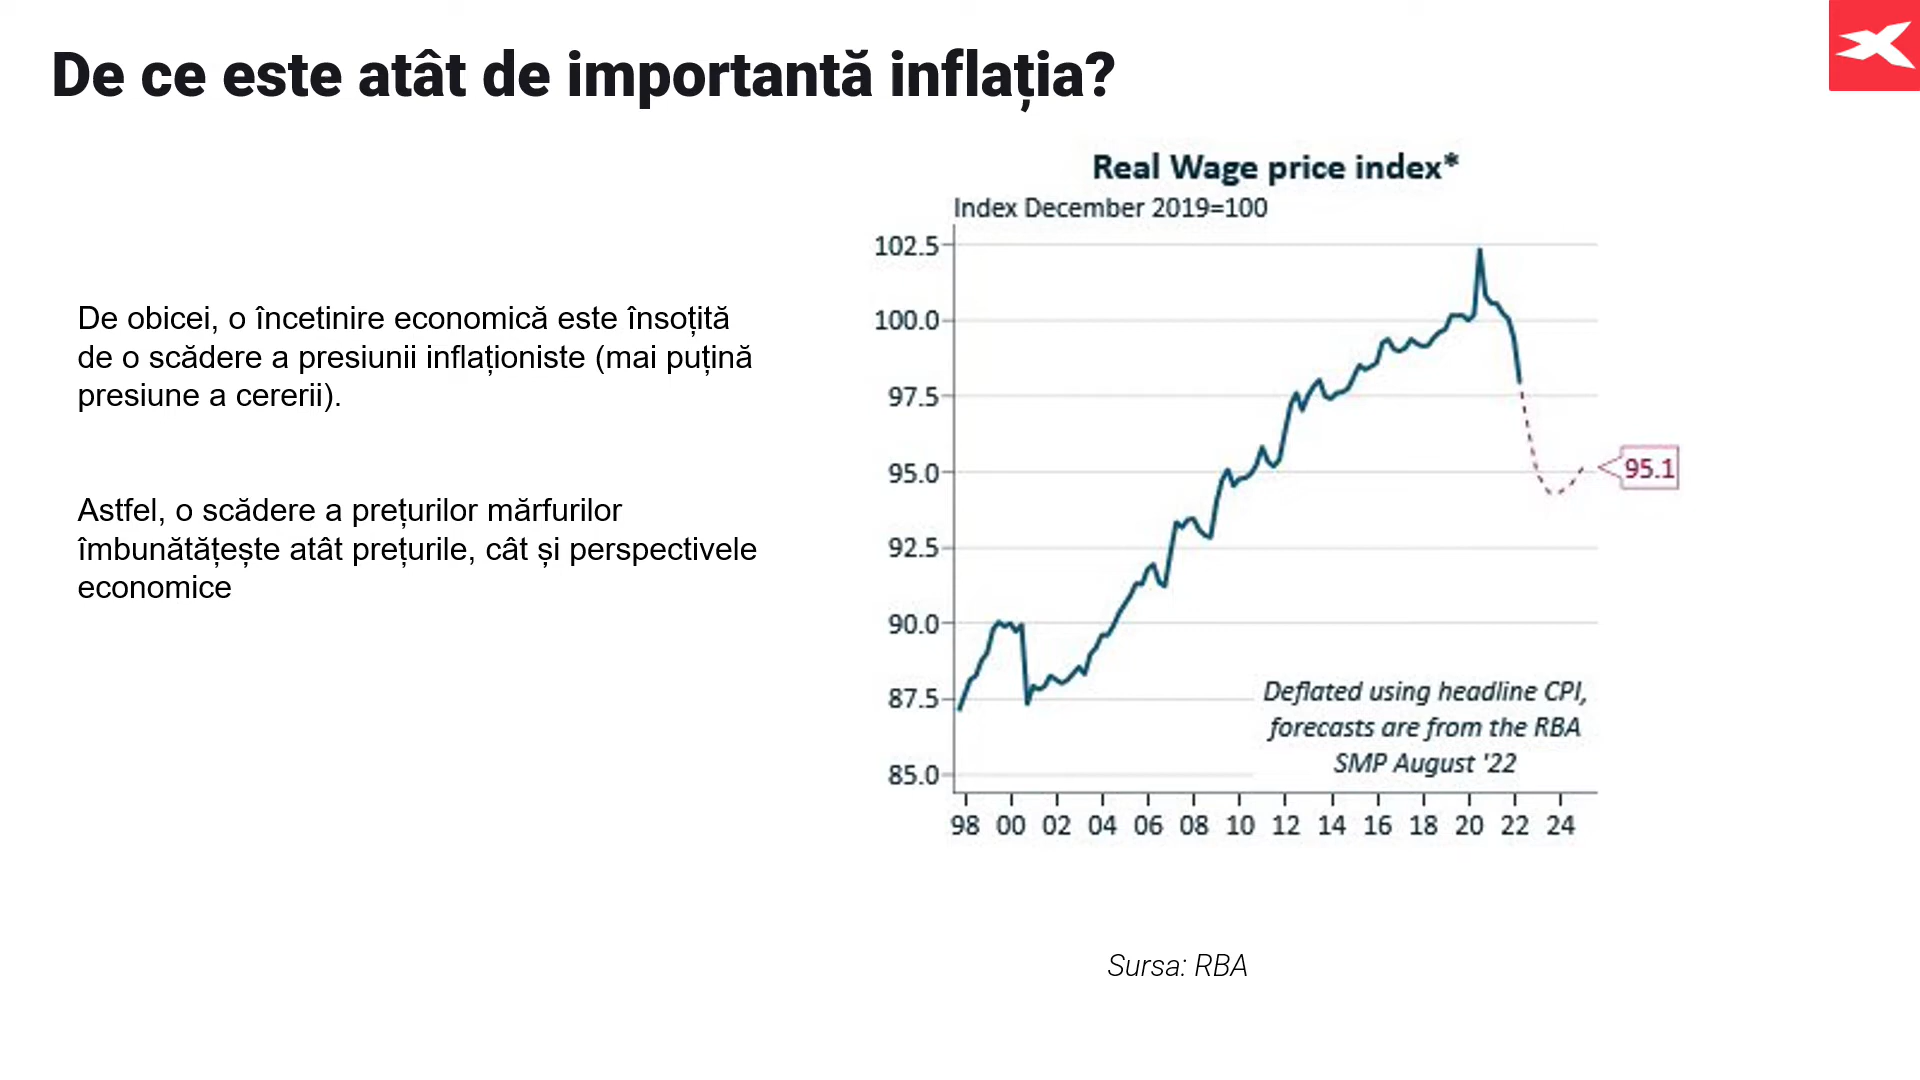 De ce este atât de importantă inflația?
De obicei, o încetinire economică este însoțită
de o scădere a presiunii inflaționiste (mai puțină
presiune a cererii).
Astfel, o scădere a prețurilor mărfurilor
îmbunătățește atât prețurile, cât și perspectivele
economice
Real Wage price index*
Index December 2019=100
102.5
100.0
97.5
95.0
92.5
90.0
87.5
85.0
95.1
Deflated using headline CPI,
forecasts are from the RBA
SMP August '22
98 00 02 04 06 08 10 12 14 16 18 20 22 24
Sursa: RBA